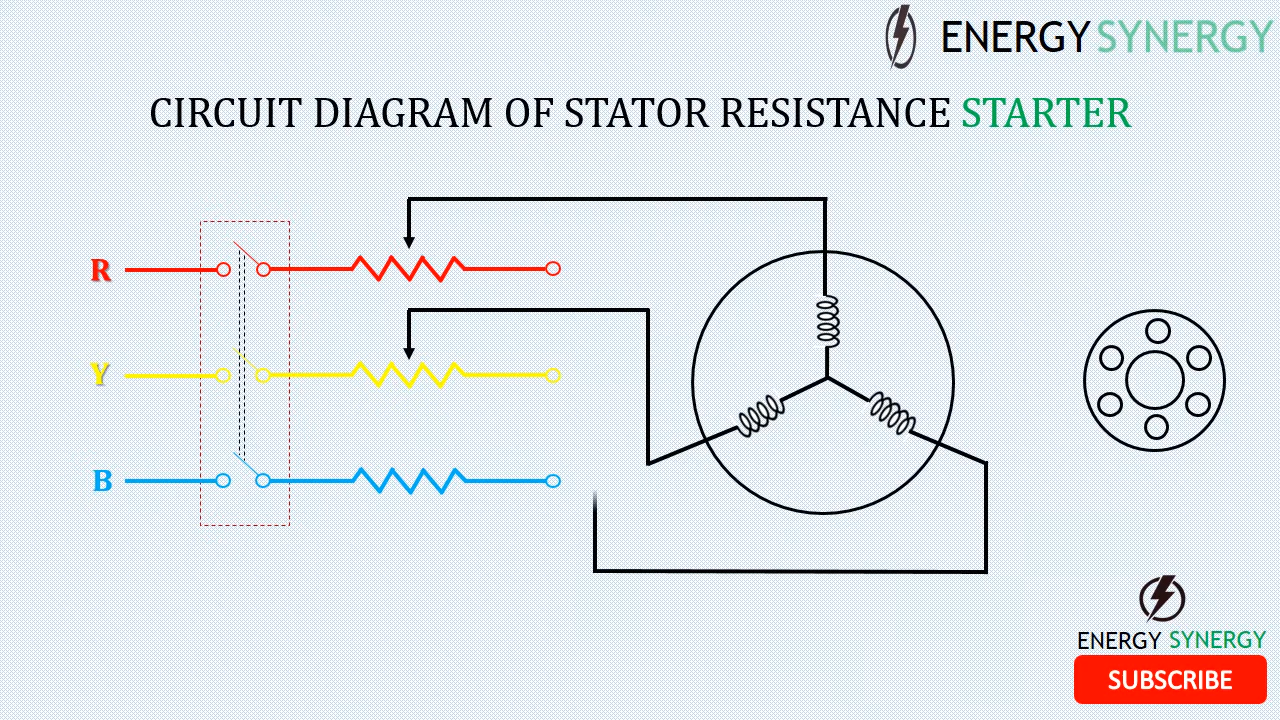 ENERGY SYNERGY
CIRCUIT DIAGRAM OF STATOR RESISTANCE STARTER
R
Y
B
ENERGY SYNERGY
SUBSCRIBE